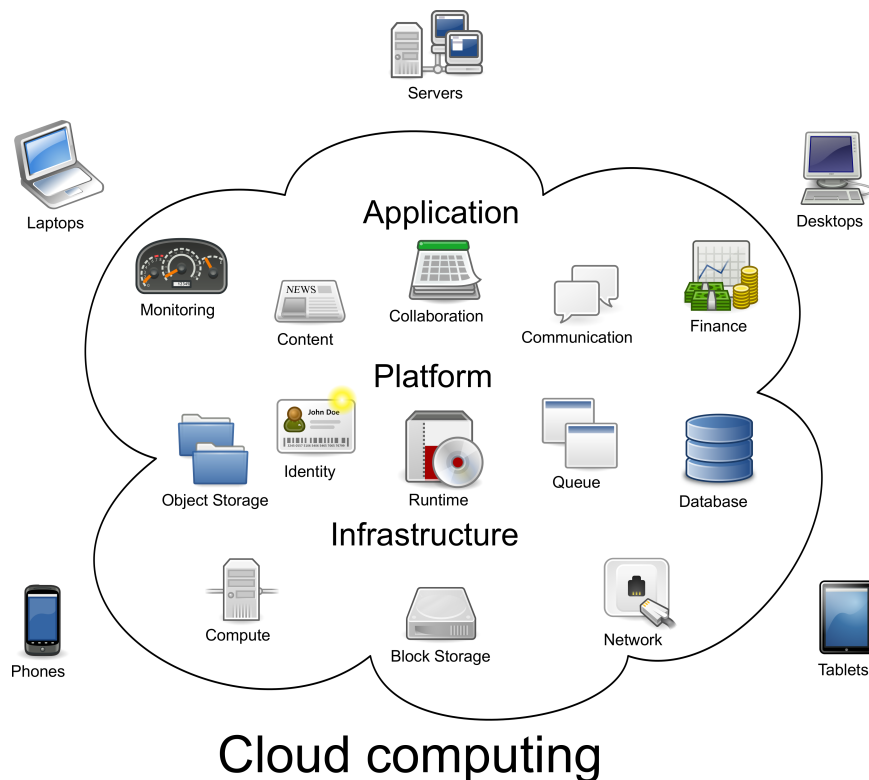 Servers
Laptops
Desktops
Application
Monitoring
NEWS
Content
Collaboration
Communication
Finance
Platform
John Doe
Identity
Object Storage
Runtime
Queue
Database
Infrastructure
Compute
Block Storage
Network
Phones
Tablets
Cloud computing